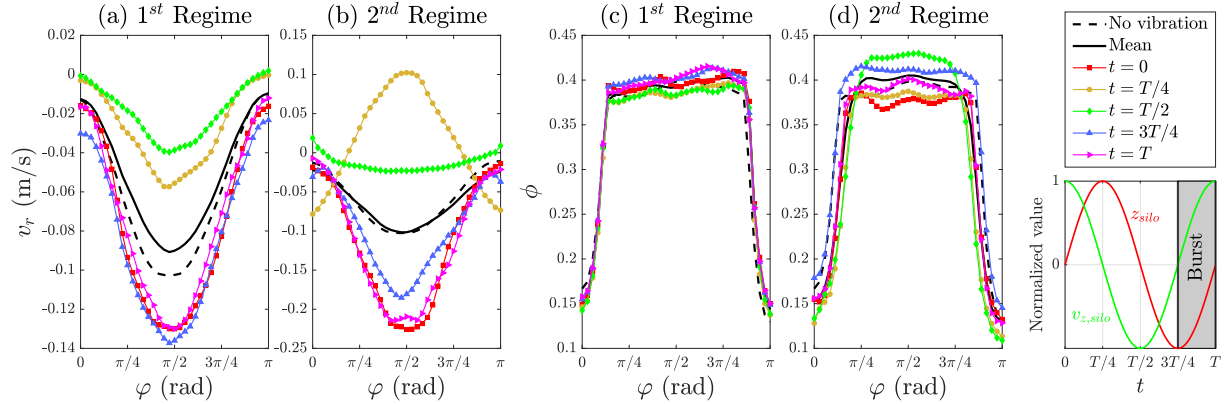 (a) 1st Regime
(b) 2nd Regime
(c) 1st Regime
(d) 2nd Regime
v_r (m/s)
0.02
0
-0.02
-0.04
-0.06
-0.08
-0.1
-0.12
-0.14
0 π/4 π/2 3π/4 π
φ (rad)
0.15
0.1
0.05
0
-0.05
-0.1
-0.15
-0.2
-0.25
0 π/4 π/2 3π/4 π
φ (rad)
ϕ
0.45
0.4
0.35
0.3
0.25
0.2
0.15
0.1
0 π/4 π/2 3π/4 π
φ (rad)
0.45
0.4
0.35
0.3
0.25
0.2
0.15
0.1
0 π/4 π/2 3π/4 π
φ (rad)
No vibration
Mean
t = 0
t = T/4
t = T/2
t = 3T/4
t = T
Normalized value
1
0
z_silo
v_z,silo
Burst
0 T/4 T/2 3T/4 T
t